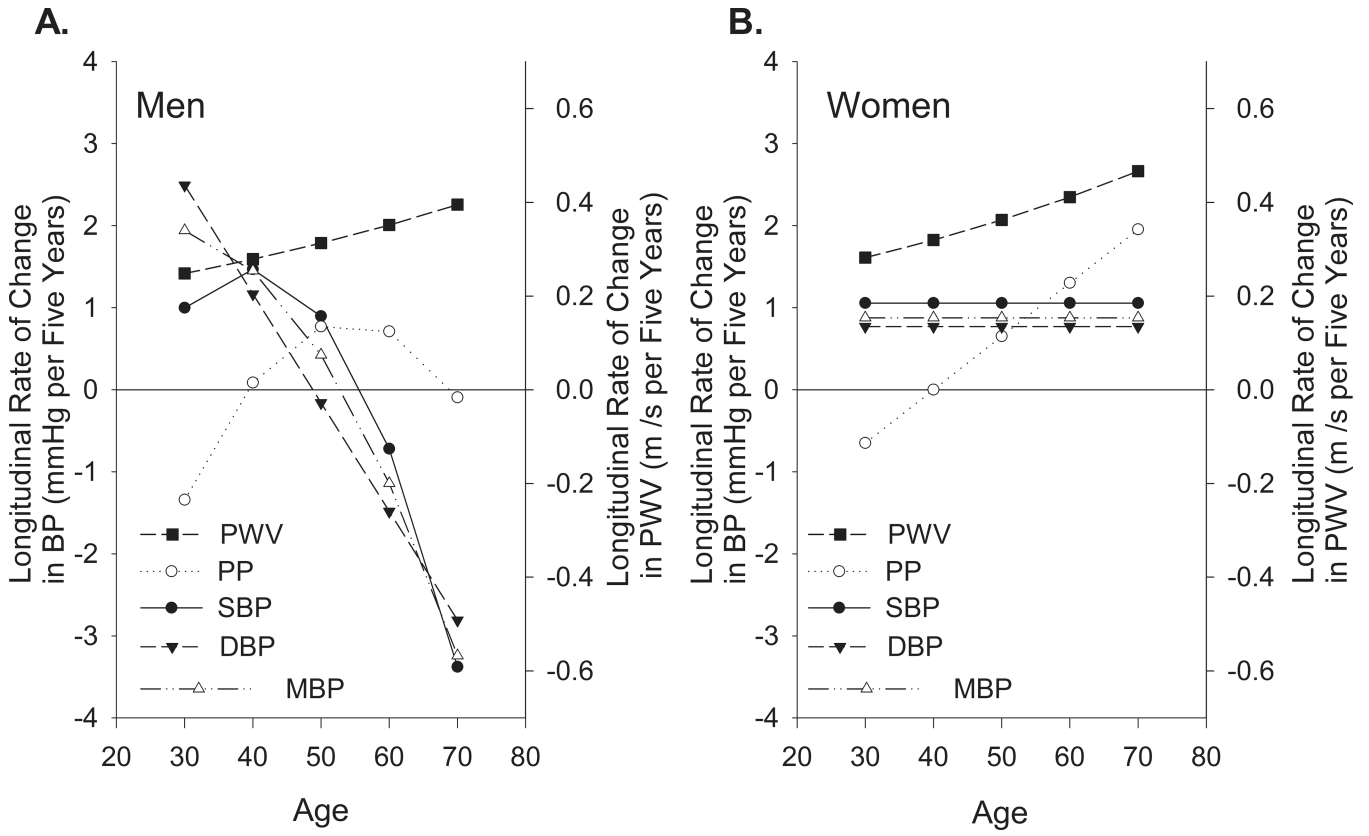 A.
Men
4
3
2
1
0
-1
-2
-3
-4
Longitudinal Rate of Change
in BP (mmHg per Five Years)
0.6
0.4
0.2
0.0
-0.2
-0.4
-0.6
Longitudinal Rate of Change
in PWV (m /s per Five Years)
PWV
PP
SBP
DBP
MBP
20 30 40 50 60 70 80
Age
B.
Women
4
3
2
1
0
-1
-2
-3
-4
Longitudinal Rate of Change
in BP (mmHg per Five Years)
0.6
0.4
0.2
0.0
-0.2
-0.4
-0.6
Longitudinal Rate of Change
in PWV (m /s per Five Years)
PWV
PP
SBP
DBP
MBP
20 30 40 50 60 70 80
Age